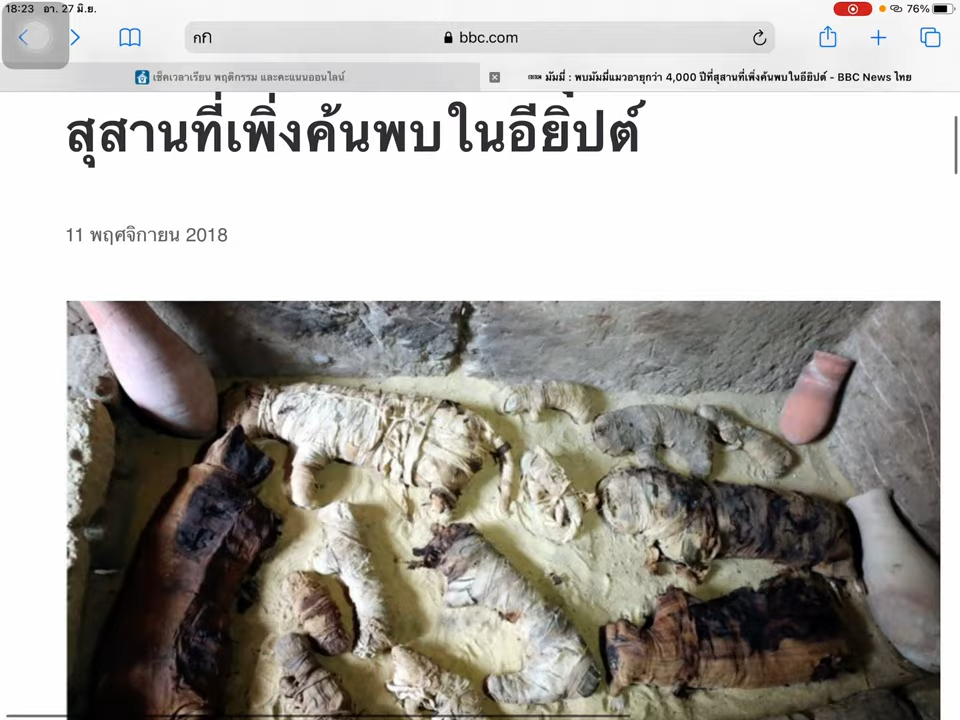 18:23 อา. 27 มิ.ย.
76%
กก
bbc.com
เช็คเวลาเรียน พฤติกรรม และคะแนนออนไลน์
BBC NEWS มัมมี่ : พบมัมมี่แมวอายุกว่า 4,000 ปีที่สุสานที่เพิ่งค้นพบในอียิปต์ - BBC News ไทย
สุสานที่เพิ่งค้นพบในอียิปต์
11 พฤศจิกายน 2018